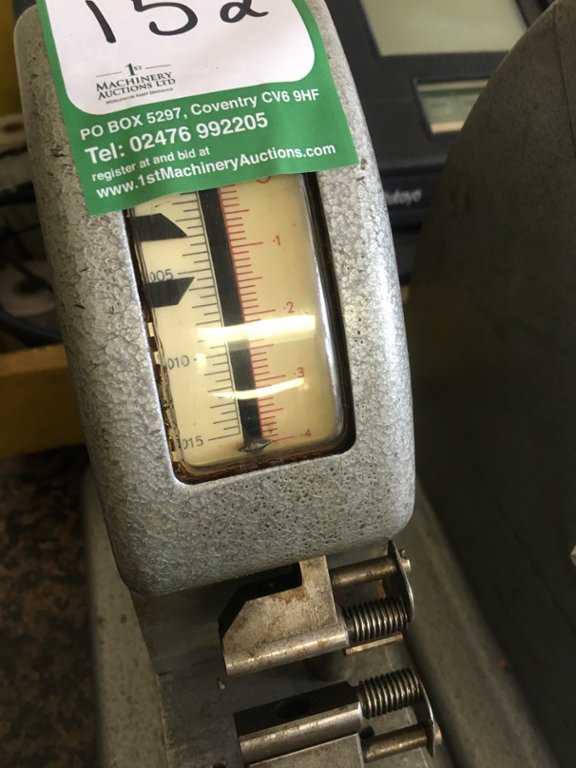 152
1ST
MACHINERY
AUCTIONS LTD
PO BOX 5297, Coventry CV6 9HF
Tel: 02476 992205
register at and bid at
www.1stMachineryAuctions.com
0
·1
005
·2
010
·3
015
·4